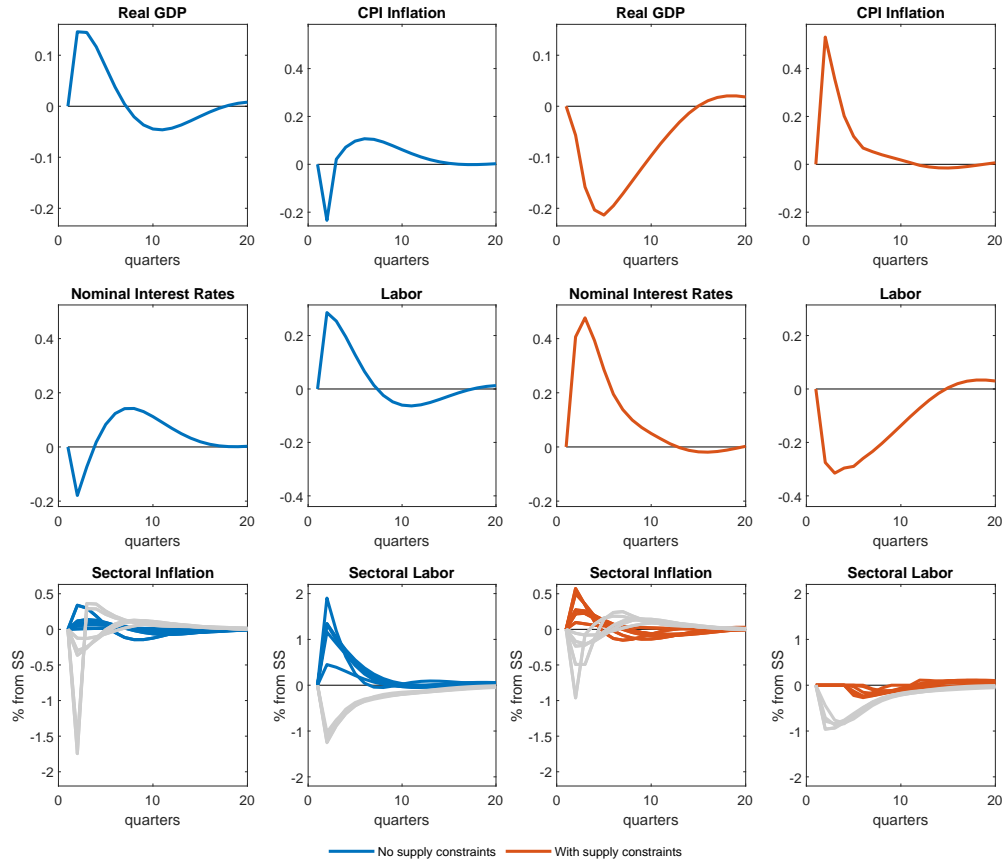 Real GDP
CPI Inflation
Real GDP
CPI Inflation
0.1
0
-0.1
-0.2
0 10 20
quarters
0.4
0.2
0
-0.2
0 10 20
quarters
0.1
0
-0.1
-0.2
0 10 20
quarters
0.4
0.2
0
-0.2
0 10 20
quarters
Nominal Interest Rates
Labor
Nominal Interest Rates
Labor
0.4
0.2
0
-0.2
0 10 20
quarters
0.2
0
-0.2
-0.4
0 10 20
quarters
0.4
0.2
0
-0.2
0 10 20
quarters
0.2
0
-0.2
-0.4
0 10 20
quarters
Sectoral Inflation
Sectoral Labor
Sectoral Inflation
Sectoral Labor
% from SS
0.5
0
-0.5
-1
-1.5
-2
0 10 20
quarters
% from SS
2
1
0
-1
-2
0 10 20
quarters
% from SS
0.5
0
-0.5
-1
-1.5
-2
0 10 20
quarters
% from SS
2
1
0
-1
-2
0 10 20
quarters
No supply constraints
With supply constraints